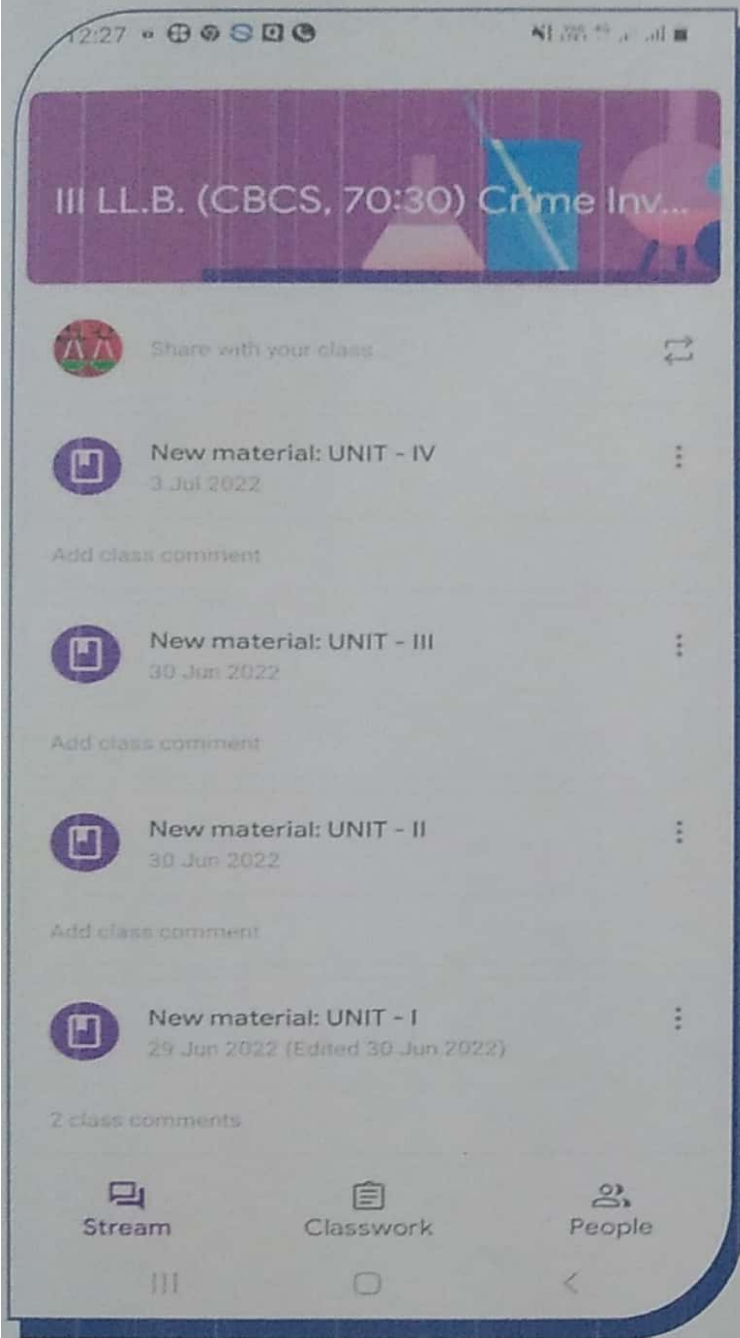 12:27
III LL.B. (CBCS, 70:30) Crime Inv...
Share with your class...
New material: UNIT - IV
3 Jul 2022
Add class comment
New material: UNIT - III
30 Jun 2022
Add class comment
New material: UNIT - II
30 Jun 2022
Add class comment
New material: UNIT - I
29 Jun 2022 (Edited 30 Jun 2022)
2 class comments
Stream Classwork People